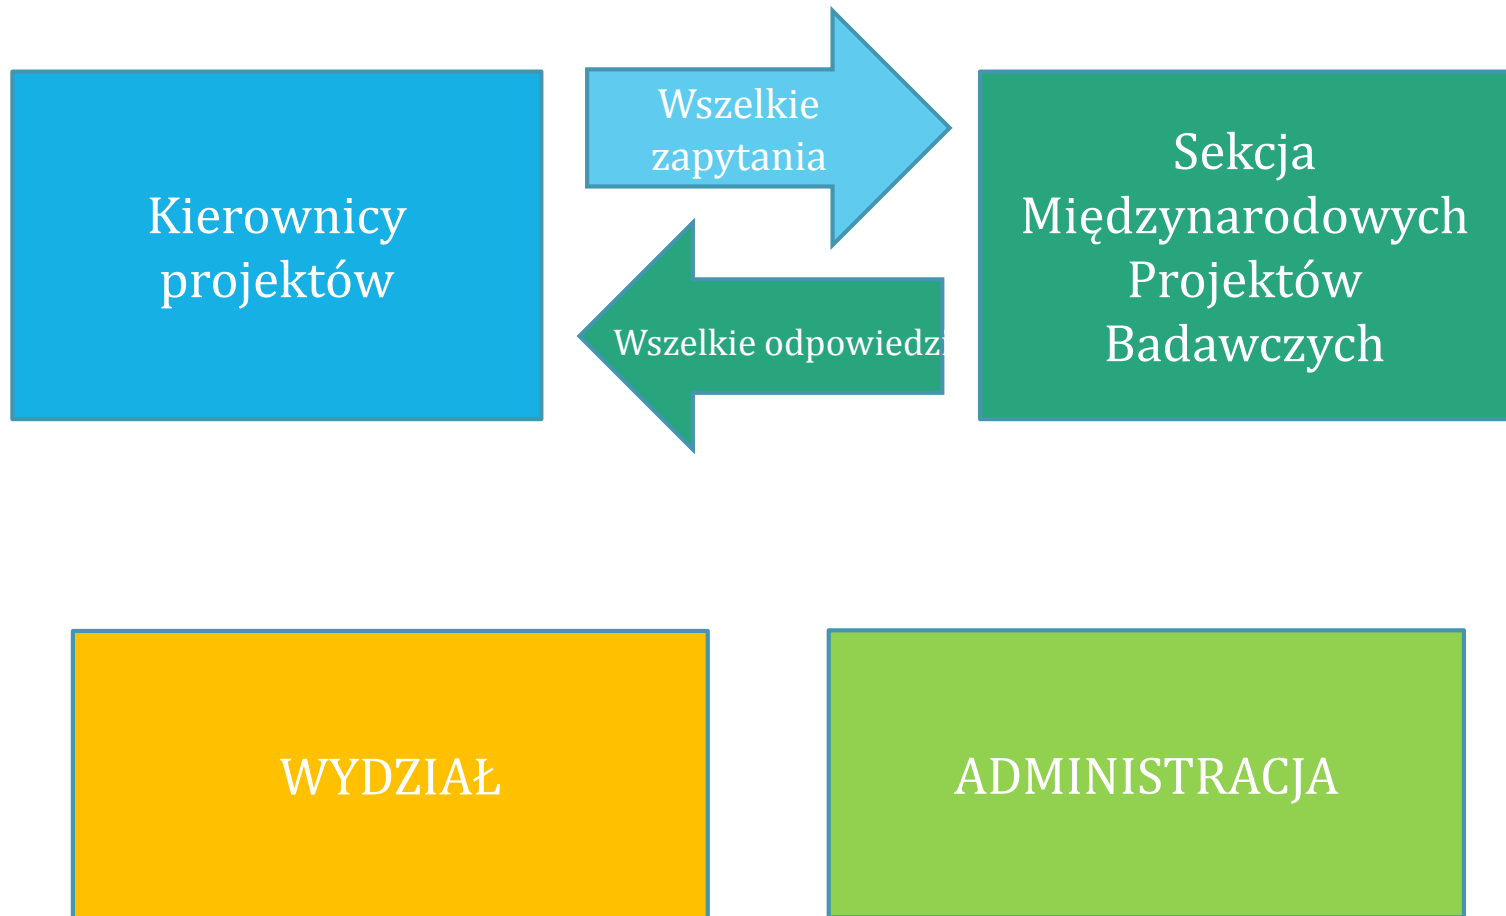 Kierownicy
projektów
Wszelkie
zapytania
Wszelkie odpowiedzi
Sekcja
Międzynarodowych
Projektów
Badawczych
WYDZIAŁ
ADMINISTRACJA